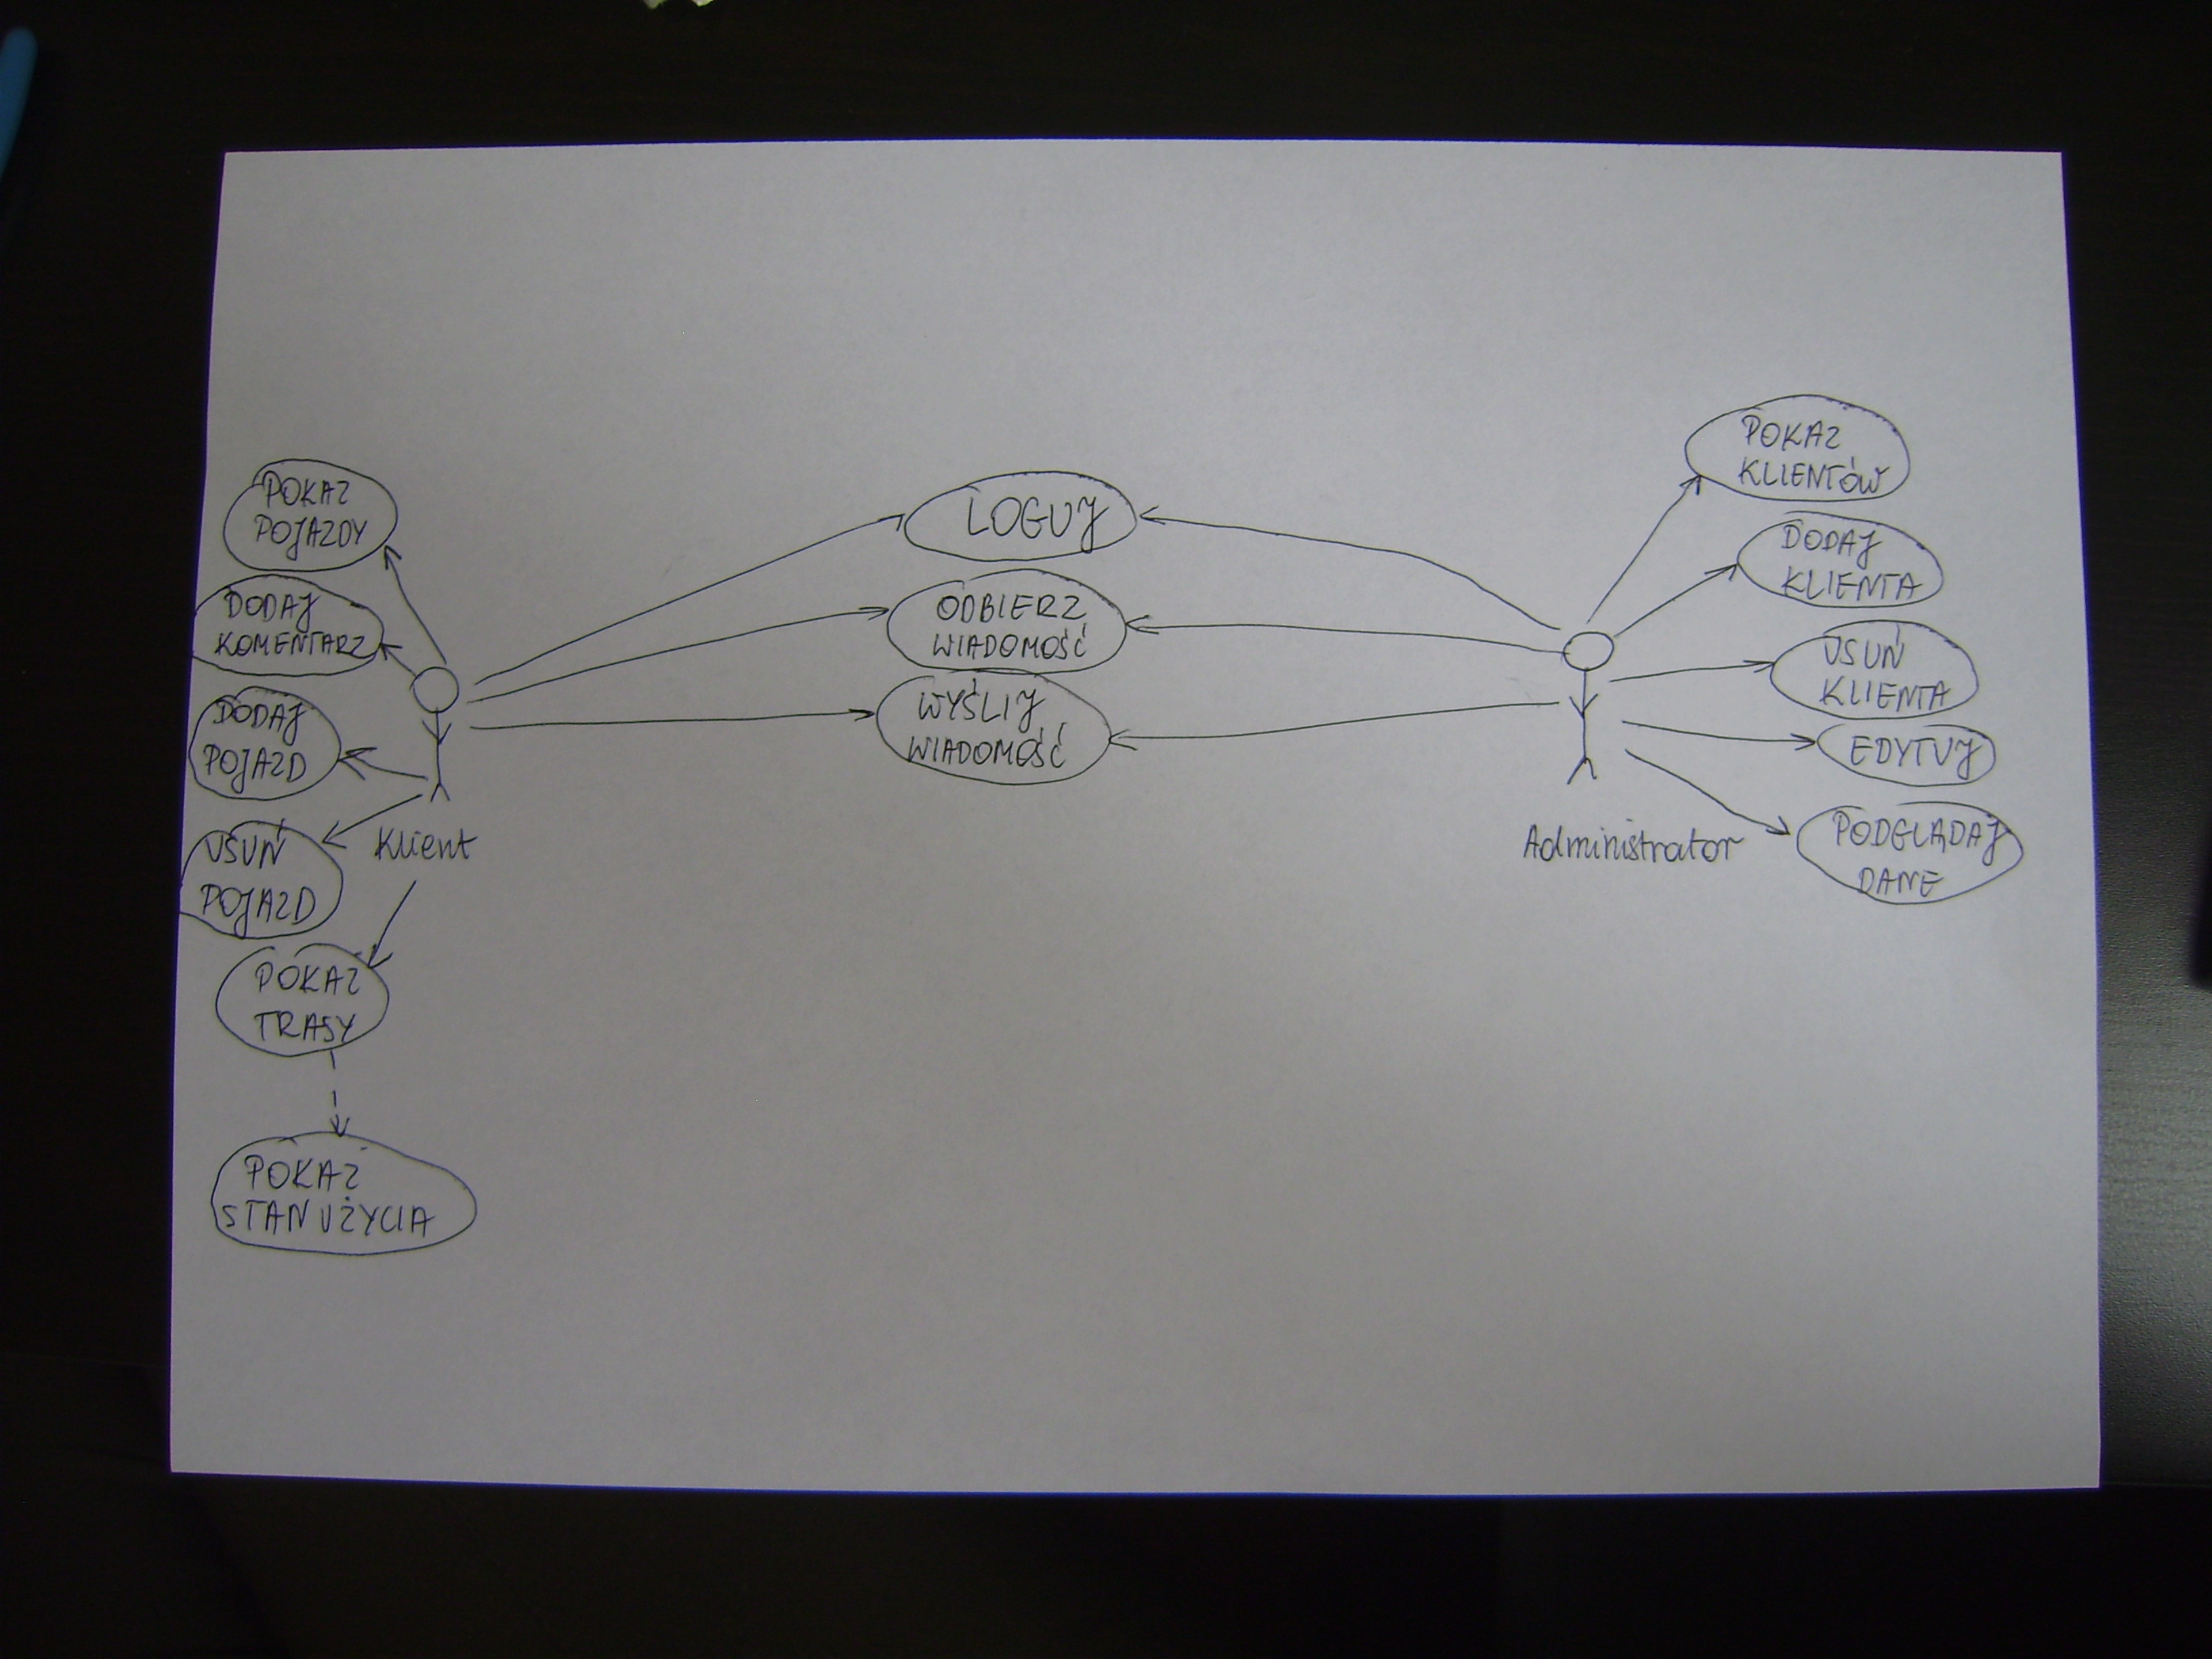 POKAZ
POJAZDY
DODAJ
KOMENTARZ
DODAJ
POJAZD
USUŃ
POJAZD
Klient
POKAZ
TRASY
POKAZ
STAN UŻYCIA
LOGUJ
ODBIERZ
WIADOMOŚĆ
WYŚLIJ
WIADOMOŚĆ
POKAZ
KLIENTÓW
DODAJ
KLIENTA
USUŃ
KLIENTA
EDYTUJ
Administrator
PODGLĄDAJ
DANE